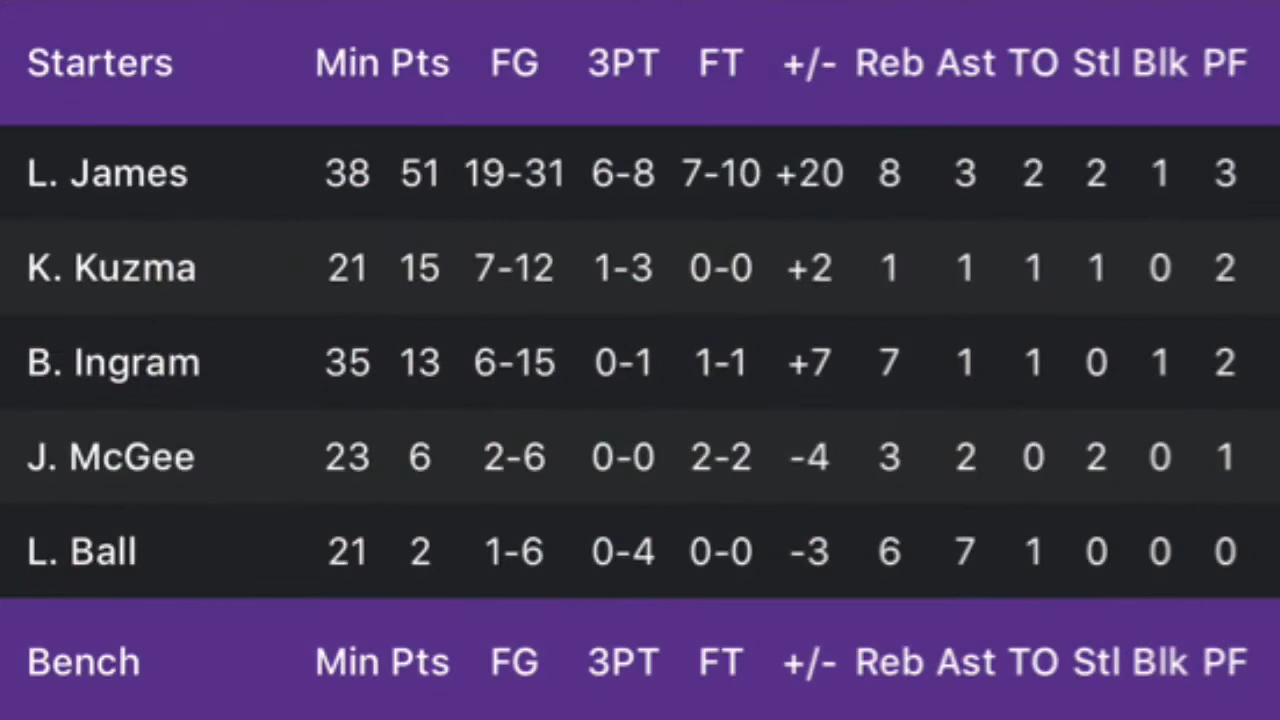 Starters Min Pts FG 3PT FT +/- Reb Ast TO Stl Blk PF
L. James 38 51 19-31 6-8 7-10 +20 8 3 2 2 1 3
K. Kuzma 21 15 7-12 1-3 0-0 +2 1 1 1 1 0 2
B. Ingram 35 13 6-15 0-1 1-1 +7 7 1 1 0 1 2
J. McGee 23 6 2-6 0-0 2-2 -4 3 2 0 2 0 1
L. Ball 21 2 1-6 0-4 0-0 -3 6 7 1 0 0 0
Bench Min Pts FG 3PT FT +/- Reb Ast TO Stl Blk PF